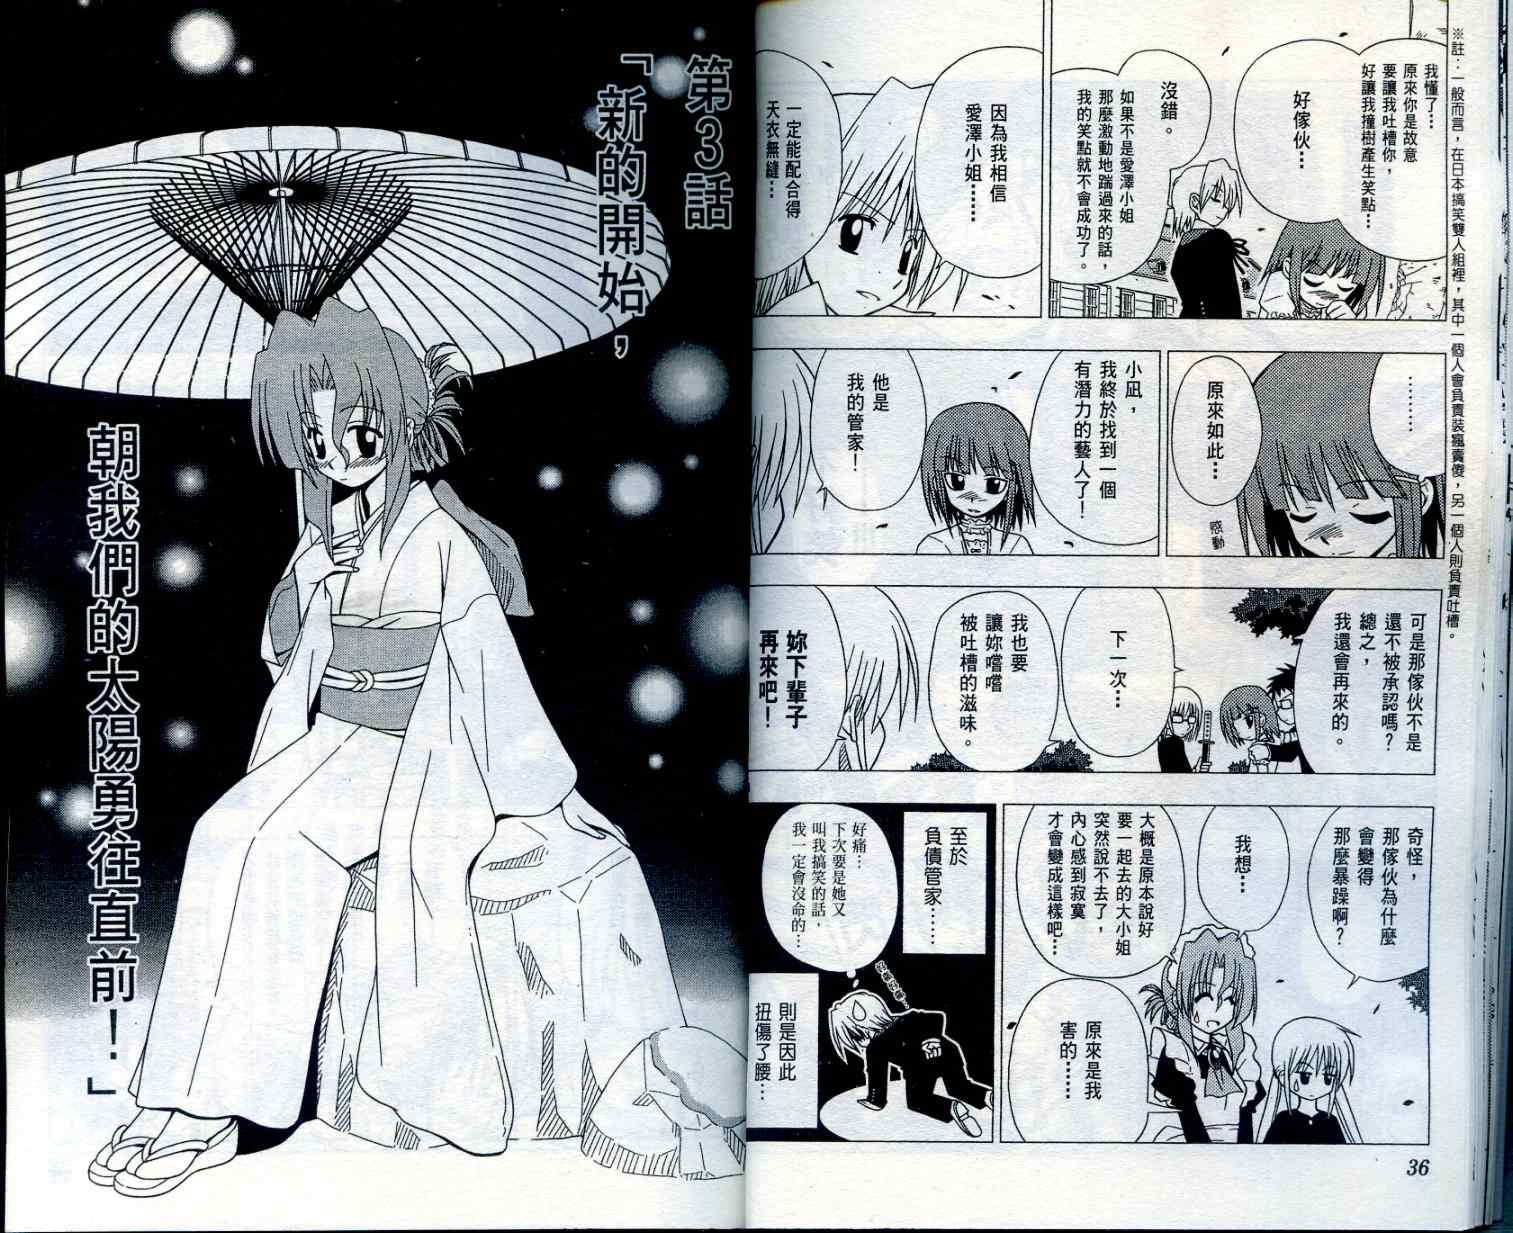 ※註：一般而言，在日本搞笑雙人組裡，其中一個人會負責裝瘋賣傻，另一個人則負責吐槽。
我懂了…
原來你是故意
要讓我吐槽你，
好讓我撞樹產生笑點…
好傢伙…
沒錯。
如果不是愛澤小姐
那麼激動地踹過來的話，
我的笑點就不會成功了。
因為我相信
愛澤小姐……
一定能配合得
天衣無縫…
………
原來如此…
感動
小凪，
我終於找到一個
有潛力的藝人了！
他是
我的管家！
可是那傢伙不是
還不被承認嗎？
總之，
我還會再來的。
下一次…
我也要
讓妳嚐嚐
被吐槽的滋味。
妳下輩子
再來吧！
奇怪，
那傢伙為什麼
會變得
那麼暴躁啊？
我想…
大概是原本說好
要一起去的大小姐
突然說不去了，
內心感到寂寞
才會變成這樣吧…
原來是我
害的……
至於
負債管家……
好痛…
下次要是她又
叫我搞笑的話，
我一定會沒命的…
則是因此
扭傷了腰…
36
第3話
「新的開始，
朝我們的太陽勇往直前！」